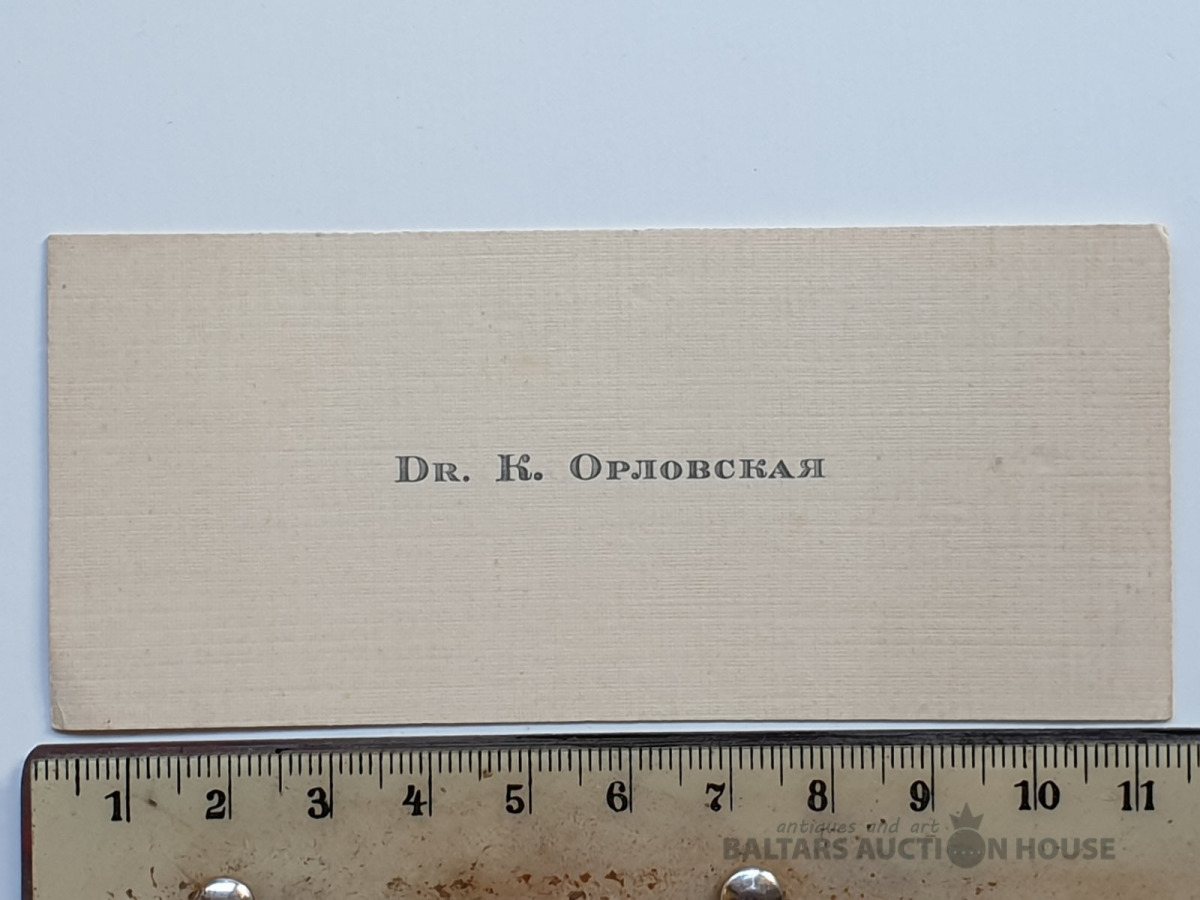 Dr. К. Орловская
1 2 3 4 5 6 7 8 9 10 11
antiques and art
BALTARS AUCTION HOUSE